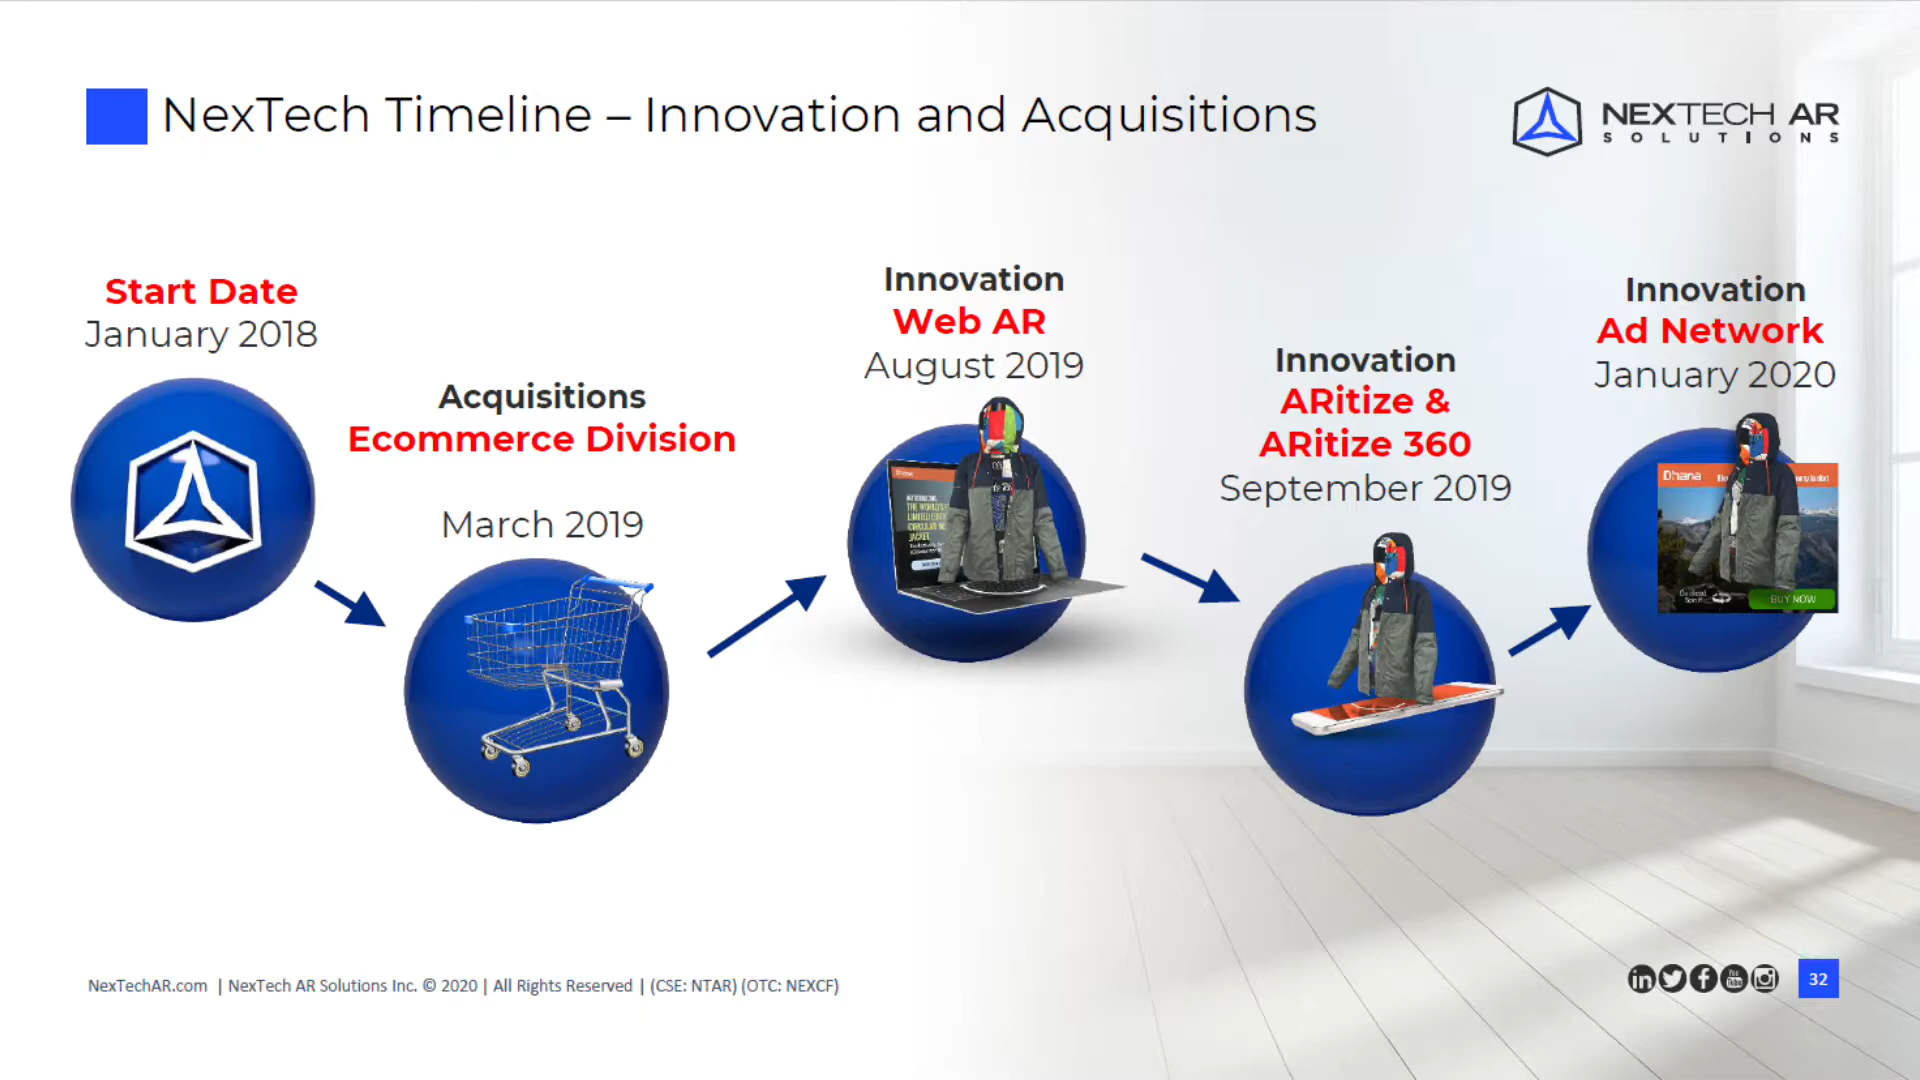 NexTech Timeline – Innovation and Acquisitions
NEXTECH AR
SOLUTIONS
Start Date
January 2018
Acquisitions
Ecommerce Division
March 2019
Innovation
Web AR
August 2019
Innovation
ARitize &
ARitize 360
September 2019
Innovation
Ad Network
January 2020
Dhana
BUY NOW
NexTechAR.com | NexTech AR Solutions Inc. © 2020 | All Rights Reserved | (CSE: NTAR) (OTC: NEXCF)
32